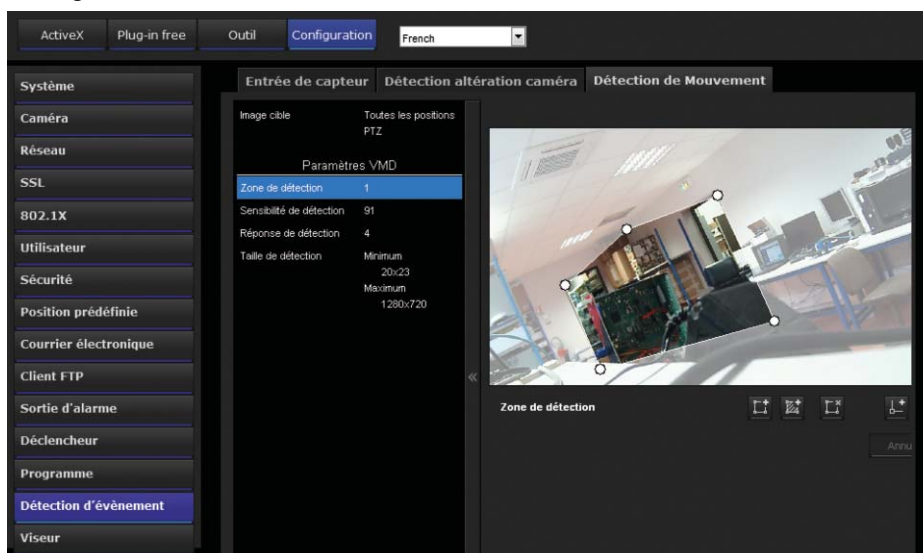 ActiveX Plug-in free Outil Configuration French
Entrée de capteur Détection altération caméra Détection de Mouvement
Système
Caméra
Réseau
SSL
802.1X
Utilisateur
Sécurité
Position prédéfinie
Courrier électronique
Client FTP
Sortie d'alarme
Déclencheur
Programme
Détection d'évènement
Viseur
Image cible Toutes les positions
PTZ
Paramètres VMD
Zone de détection 1
Sensibilité de détection 91
Réponse de détection 4
Taille de détection Minimum
20x23
Maximum
1280x720
«
Zone de détection
Annu